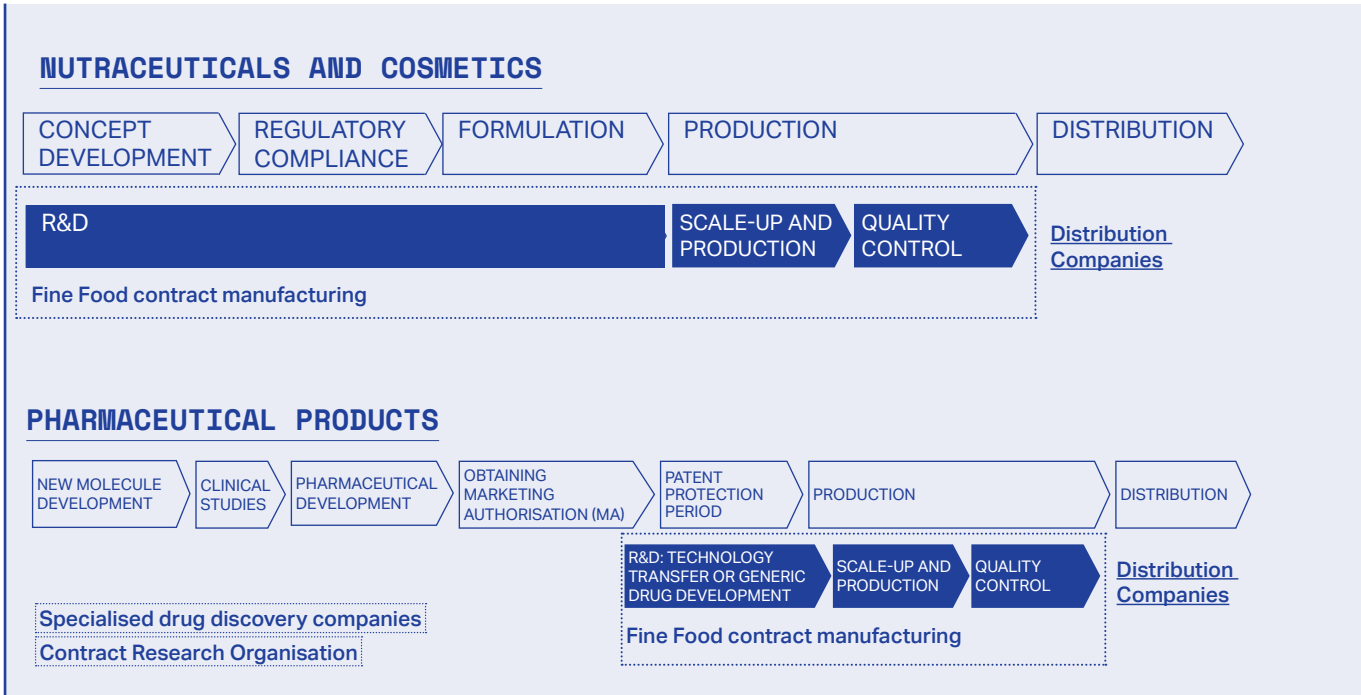 NUTRACEUTICALS AND COSMETICS
CONCEPT
DEVELOPMENT
REGULATORY
COMPLIANCE
FORMULATION
PRODUCTION
DISTRIBUTION
R&D
SCALE-UP AND
PRODUCTION
QUALITY
CONTROL
Distribution
Companies
Fine Food contract manufacturing
PHARMACEUTICAL PRODUCTS
NEW MOLECULE
DEVELOPMENT
CLINICAL
STUDIES
PHARMACEUTICAL
DEVELOPMENT
OBTAINING
MARKETING
AUTHORISATION (MA)
PATENT
PROTECTION
PERIOD
PRODUCTION
DISTRIBUTION
R&D: TECHNOLOGY
TRANSFER OR GENERIC
DRUG DEVELOPMENT
SCALE-UP AND
PRODUCTION
QUALITY
CONTROL
Distribution
Companies
Specialised drug discovery companies
Contract Research Organisation
Fine Food contract manufacturing